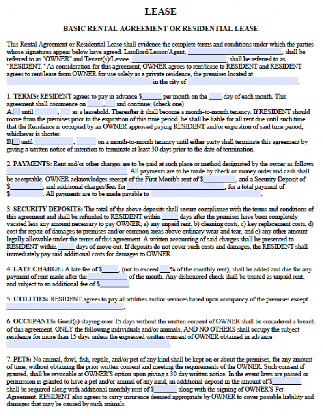 LEASE
BASIC RENTAL AGREEMENT OR RESIDENTIAL LEASE
This Rental Agreement or Residential Lease shall evidence the complete terms and conditions under which the parties
whose signatures appear below have agreed. Landlord/Lessor/Agent, , shall be
referred to as "OWNER" and Tenant(s)/Lessee, , shall be referred to as
"RESIDENT." As consideration for this agreement, OWNER agrees to rent/lease to RESIDENT and RESIDENT
agrees to rent/lease from OWNER for use solely as a private residence, the premises located at
in the city of
1. TERMS: RESIDENT agrees to pay in advance $ per month on the day of each month. This
agreement shall commence on , and continue; (check one)
A. until , as a leasehold. Thereafter it shall become a month-to-month tenancy. If RESIDENT should
move from the premises prior to the expiration of this time period, he shall be liable for all rent due until such time
that the Residence is occupied by an OWNER approved paying RESIDENT and/or expiration of said time period,
whichever is shorter.
B. until , on a month-to-month tenancy until either party shall terminate this agreement by
giving a written notice of intention to terminate at least 30 days prior to the date of termination.
2. PAYMENTS: Rent and/or other charges are to be paid at such place or method designated by the owner as follows
. All payments are to be made by check or money order and cash shall
be acceptable. OWNER acknowledges receipt of the First Month's rent of $ , and a Security Deposit of
$ , and additional charges/fees for , for a total payment of
$ . All payments are to be made payable to
3. SECURITY DEPOSITS: The total of the above deposits shall secure compliance with the terms and conditions of
this agreement and shall be refunded to RESIDENT within days after the premises have been completely
vacated less any amount necessary to pay OWNER; a) any unpaid rent, b) cleaning costs, c) key replacement costs, d)
cost for repair of damages to premises and/or common areas above ordinary wear and tear, and e) any other amount
legally allowable under the terms of this agreement. A written accounting of said charges shall be presented to
RESIDENT within days of move-out. If deposits do not cover such costs and damages, the RESIDENT shall
immediately pay said additional costs for damages to OWNER.
4. LATE CHARGE: A late fee of $ , (not to exceed % of the monthly rent), shall be added and due for any
payment of rent made after the of the month. Any dishonored check shall be treated as unpaid rent,
and subject to an additional fee of $
5. UTILITIES: RESIDENT agrees to pay all utilities and/or services based upon occupancy of the premises except
6. OCCUPANTS: Guest(s) staying over 15 days without the written consent of OWNER shall be considered a breach
of this agreement. ONLY the following individuals and/or animals, AND NO OTHERS shall occupy the subject
residence for more than 15 days unless the expressed written consent of OWNER obtained in advance
7. PETS: No animal, fowl, fish, reptile, and/or pet of any kind shall be kept on or about the premises, for any amount
of time, without obtaining the prior written consent and meeting the requirements of the OWNER. Such consent if
granted, shall be revocable at OWNER'S option upon giving a 30 day written notice. In the event laws are passed or
permission is granted to have a pet and/or animal of any kind, an additional deposit in the amount of $
shall be required along with additional monthly rent of $ along with the signing of OWNER'S Pet
Agreement. RESIDENT also agrees to carry insurance deemed appropriate by OWNER to cover possible liability and
damages that may be caused by such animals.